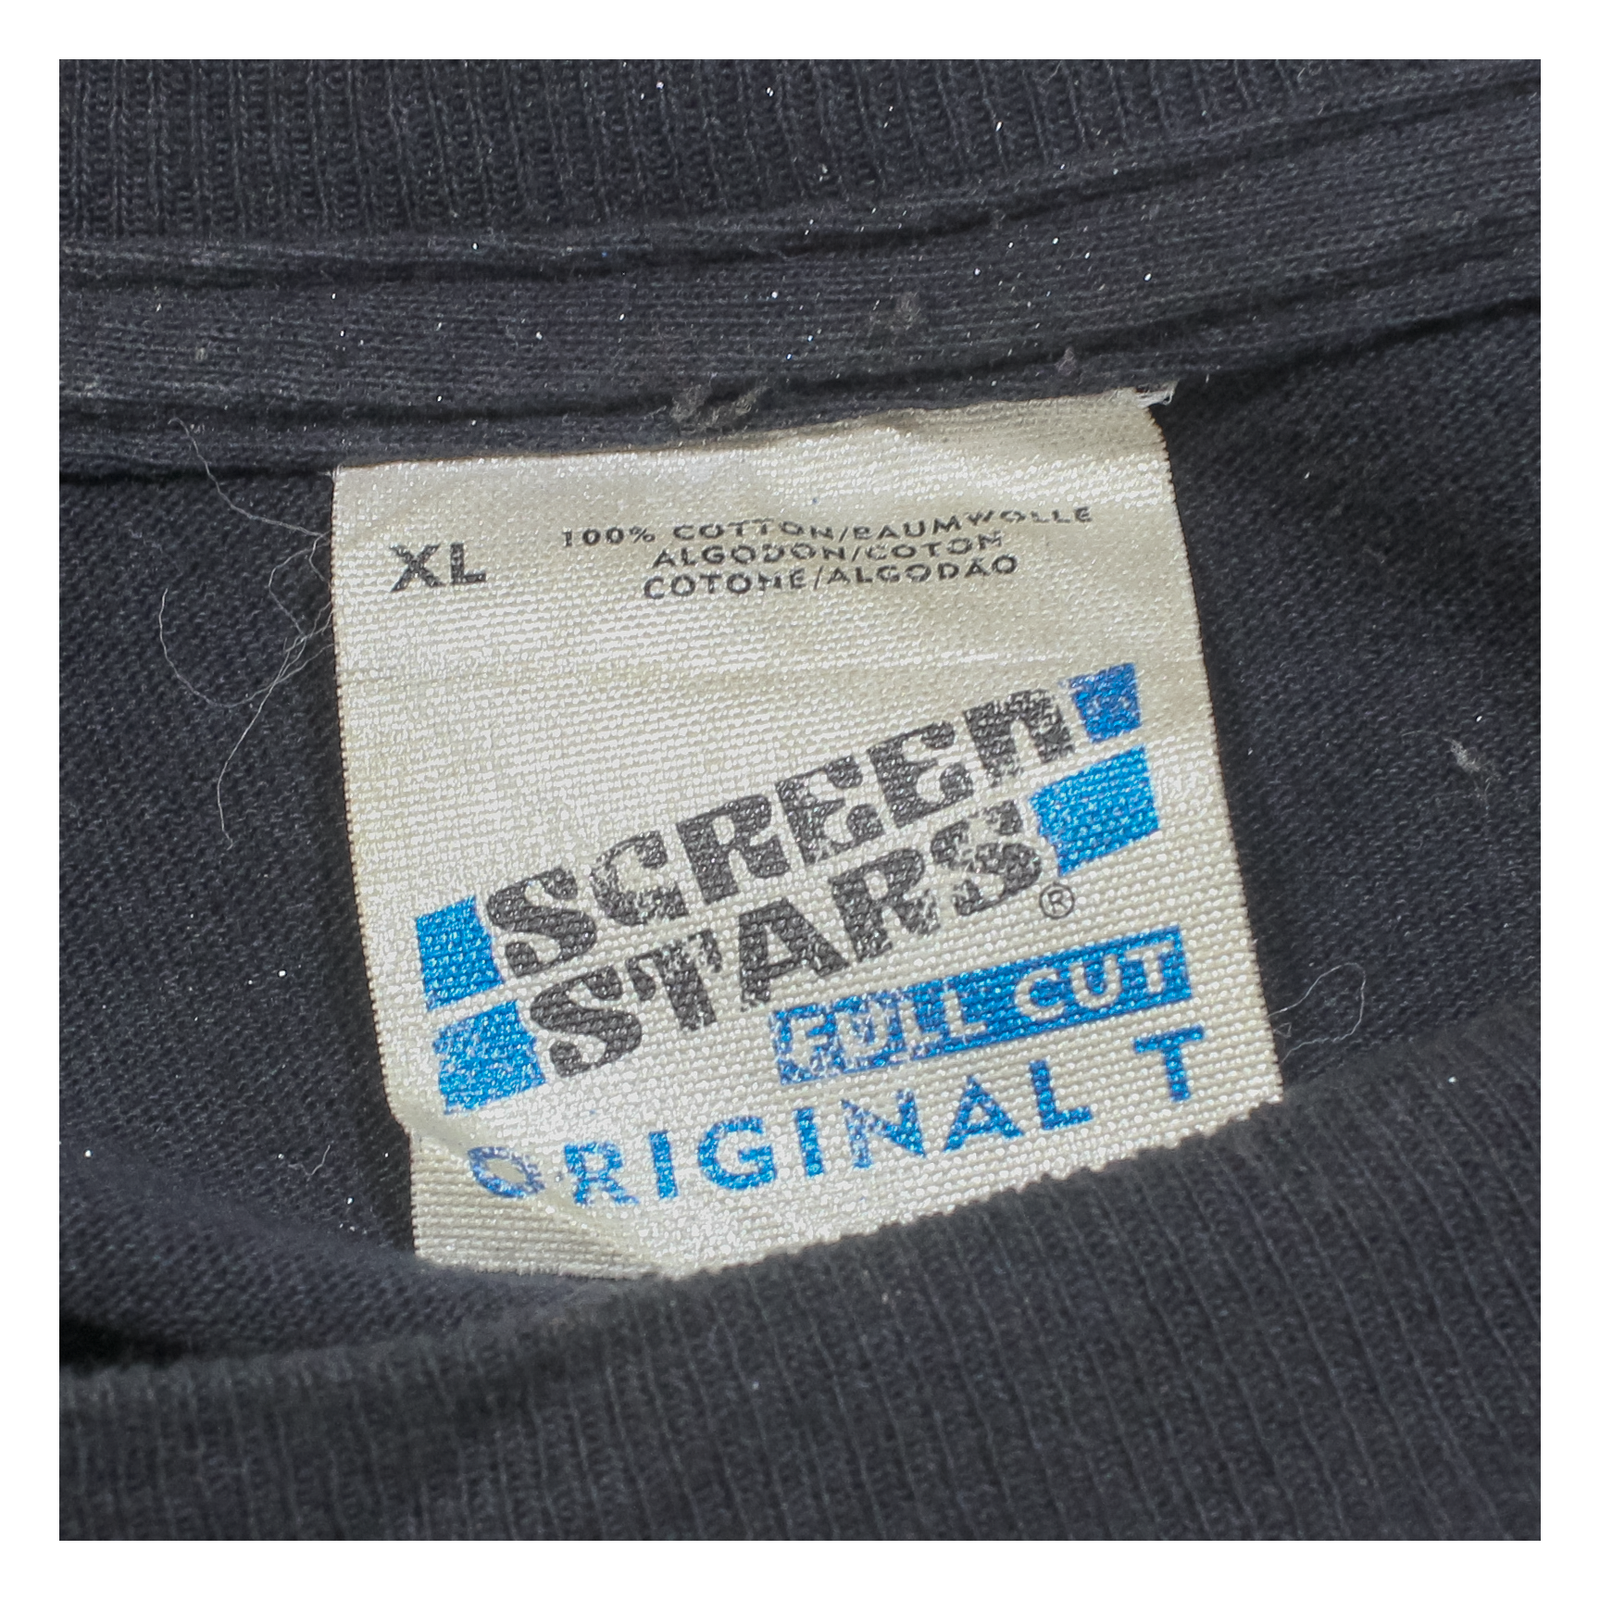 XL
100% COTTON/BAUMWOLLE
ALGODON/COTON
COTONE/ALGODÃO
SCREEN
STARS®
FULL CUT
ORIGINAL T